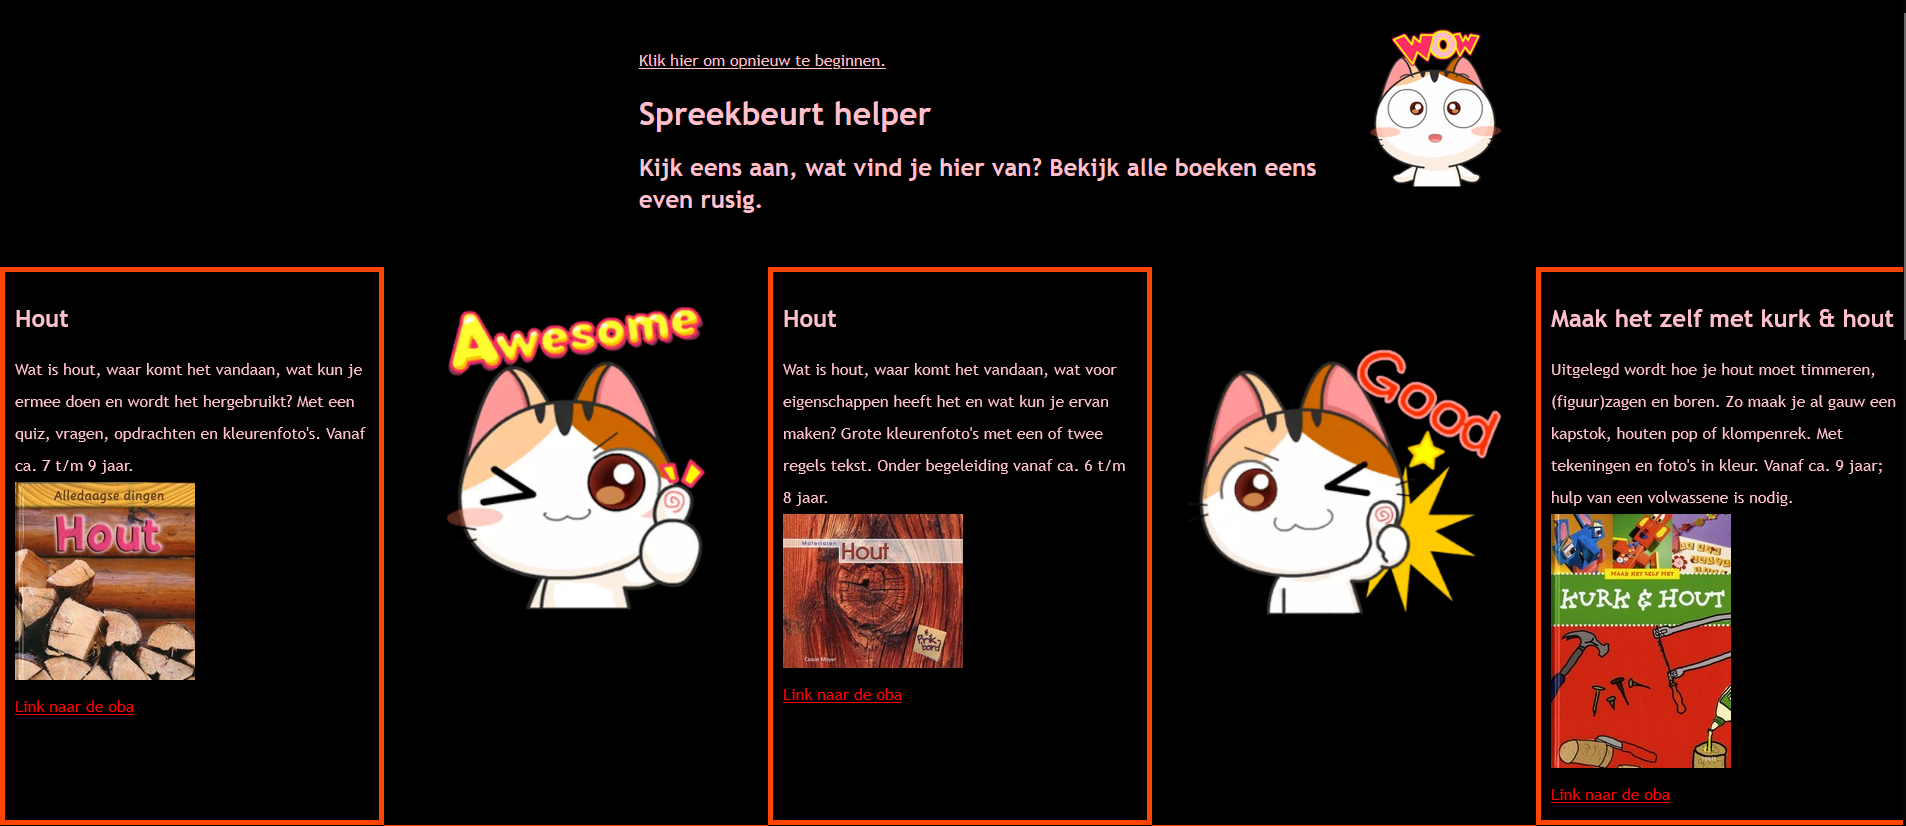 Klik hier om opnieuw te beginnen.
WOW
Spreekbeurt helper
Kijk eens aan, wat vind je hier van? Bekijk alle boeken eens
even rusig.
Hout
Wat is hout, waar komt het vandaan, wat kun je
ermee doen en wordt het hergebruikt? Met een
quiz, vragen, opdrachten en kleurenfoto's. Vanaf
ca. 7 t/m 9 jaar.
Alledaagse dingen
Hout
Link naar de oba
Awesome
Hout
Wat is hout, waar komt het vandaan, wat voor
eigenschappen heeft het en wat kun je ervan
maken? Grote kleurenfoto's met een of twee
regels tekst. Onder begeleiding vanaf ca. 6 t/m
8 jaar.
Materialen
Hout
Cassie Mayer
Link naar de oba
Good
Maak het zelf met kurk & hout
Uitgelegd wordt hoe je hout moet timmeren,
(figuur)zagen en boren. Zo maak je al gauw een
kapstok, houten pop of klompenrek. Met
tekeningen en foto's in kleur. Vanaf ca. 9 jaar;
hulp van een volwassene is nodig.
MAAK HET ZELF MET
KURK & HOUT
Link naar de oba